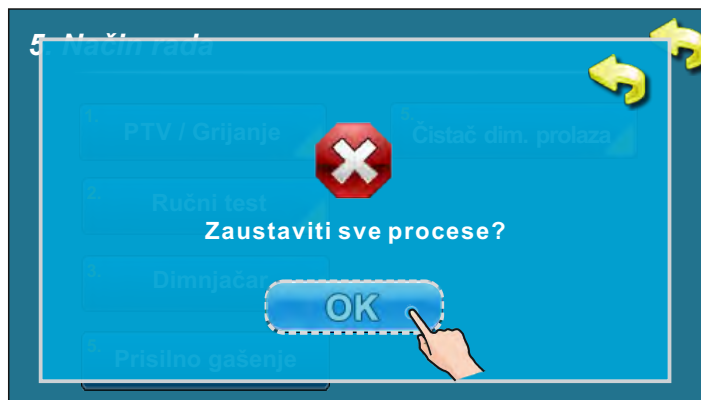 5. Način rada
1. PTV / Grijanje
5. Čistač dim. prolaza
2. Ručni test
Zaustaviti sve procese?
3. Dimnjačar
OK
5. Prisilno gašenje